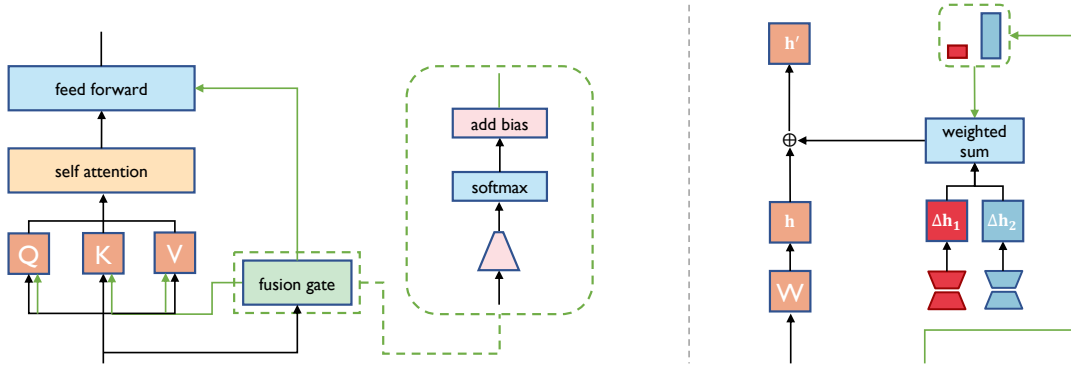 feed forward
self attention
Q
K
V
fusion gate
add bias
softmax
h′
⊕
h
W
weighted
sum
Δh₁
Δh₂